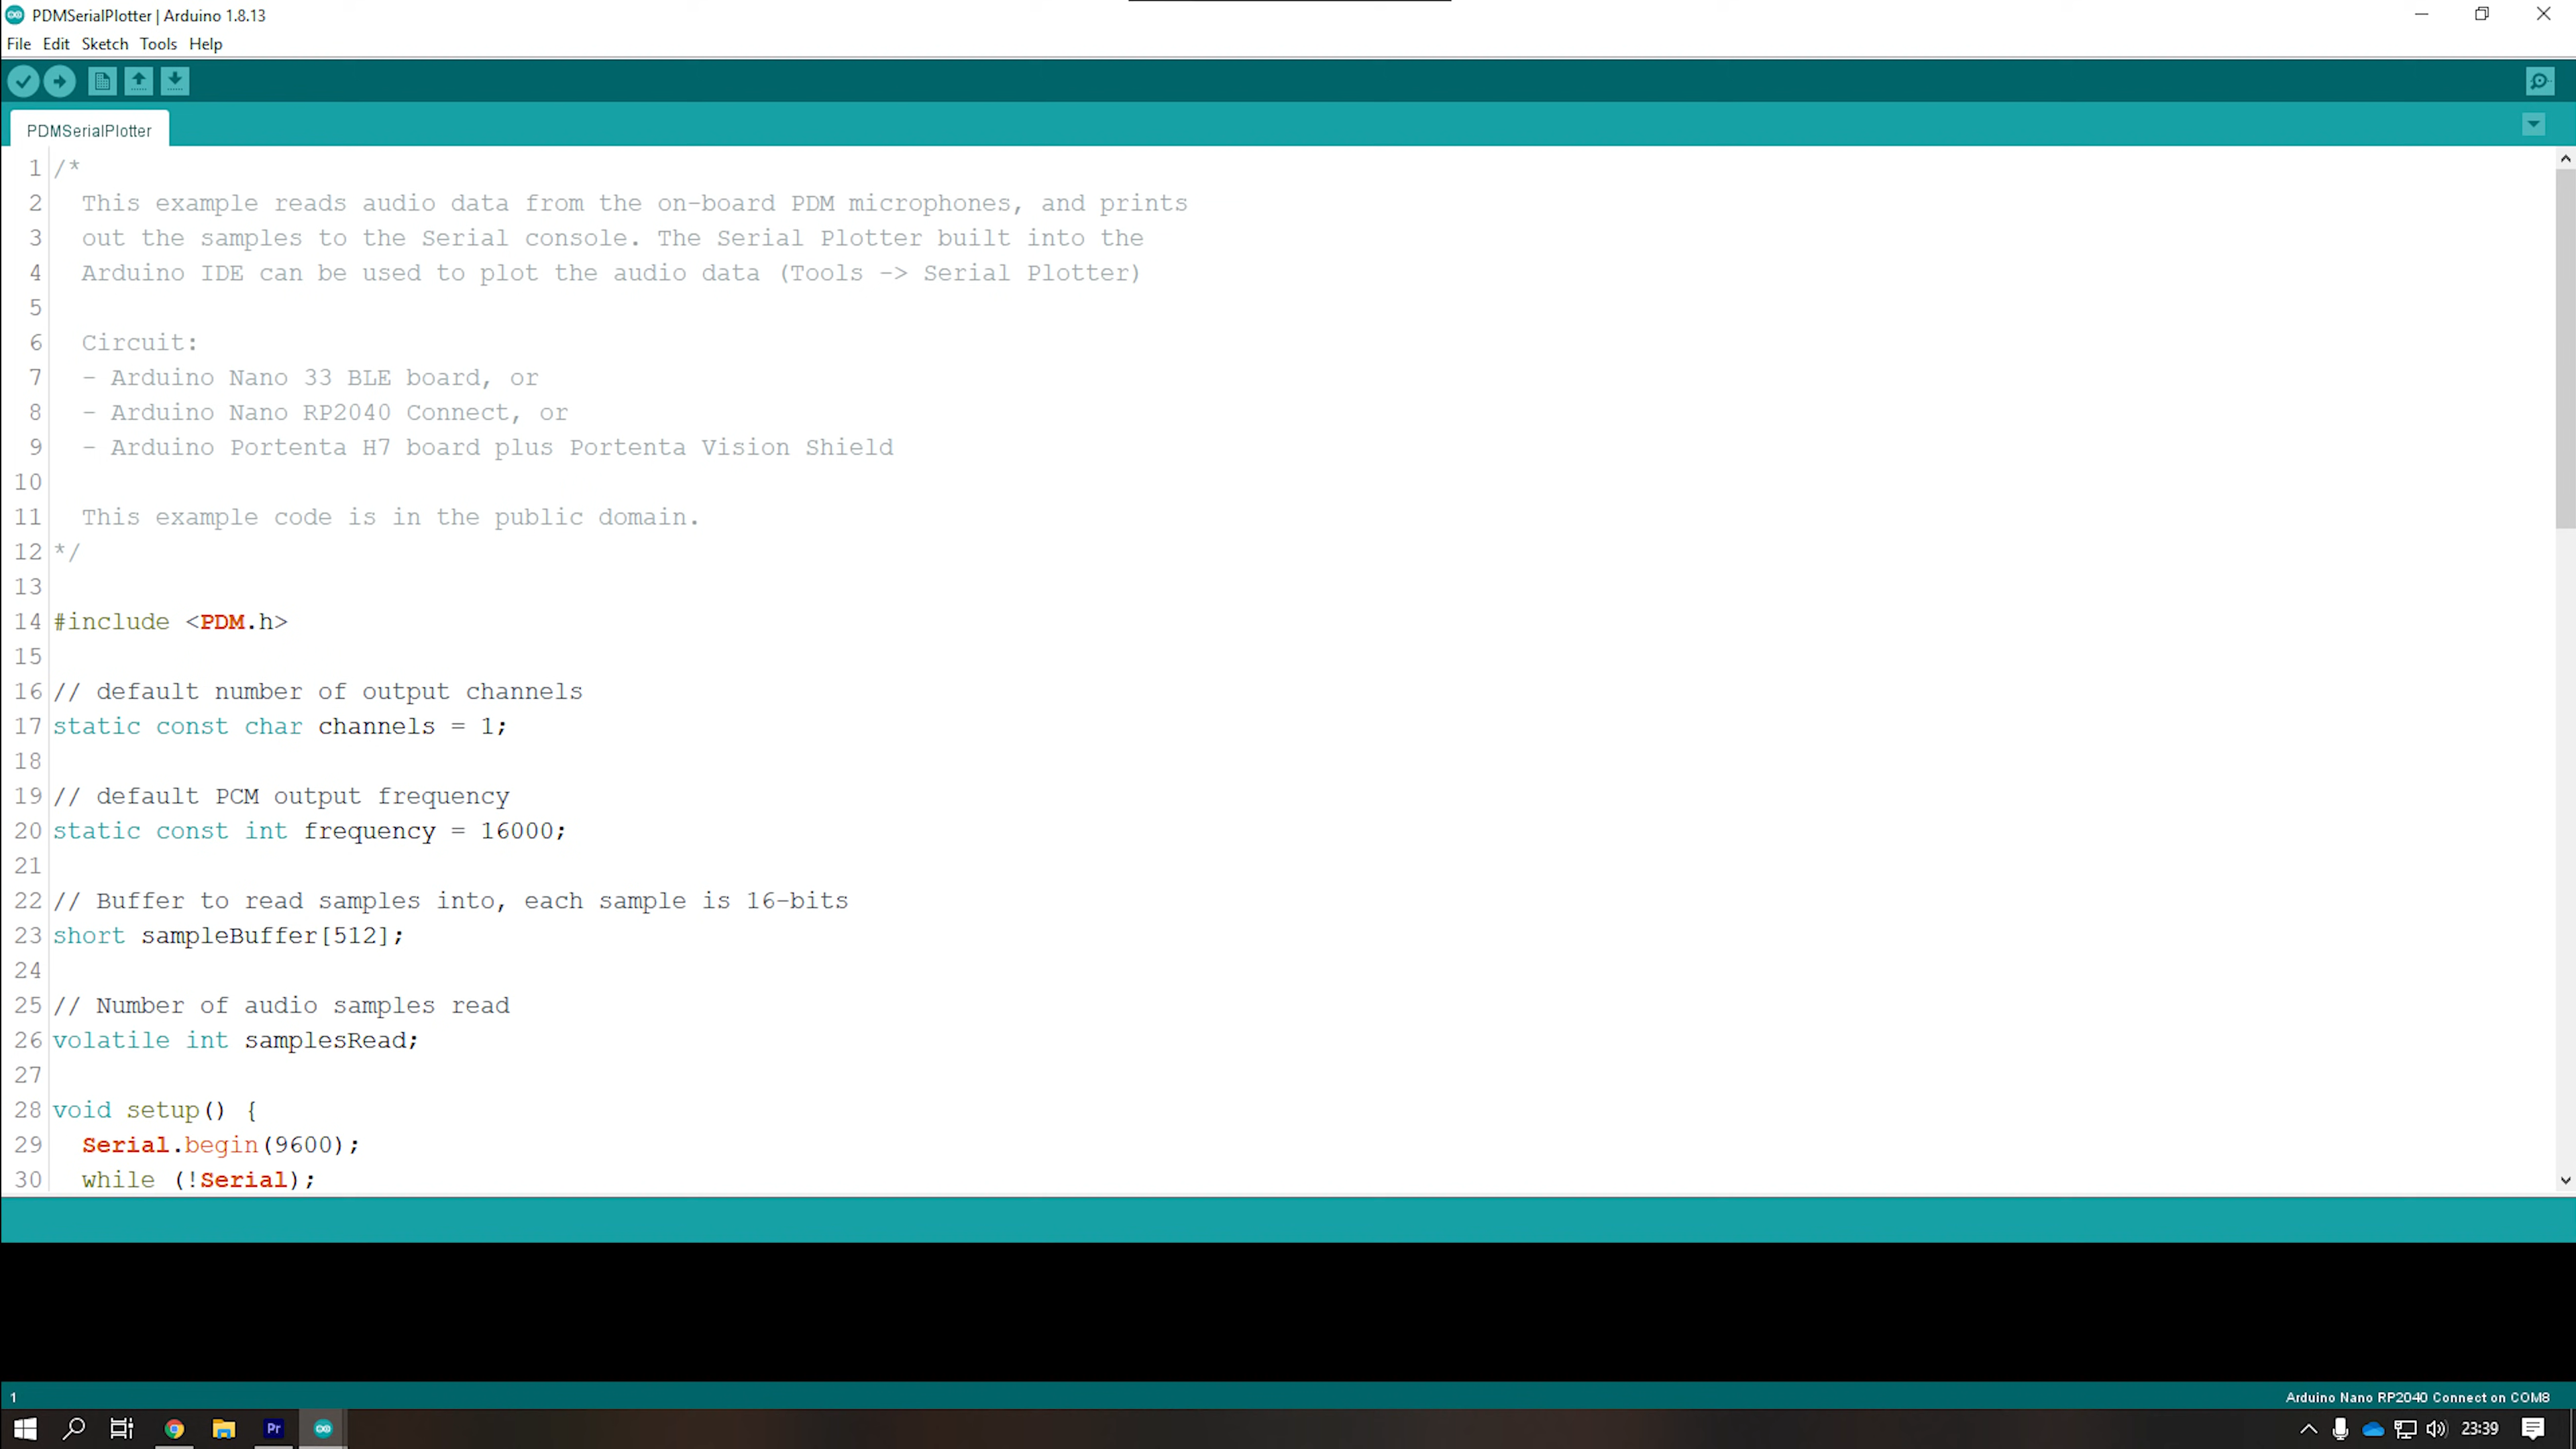 PDMSerialPlotter | Arduino 1.8.13
File Edit Sketch Tools Help
PDMSerialPlotter
1 /*
2 This example reads audio data from the on-board PDM microphones, and prints
3 out the samples to the Serial console. The Serial Plotter built into the
4 Arduino IDE can be used to plot the audio data (Tools -> Serial Plotter)
5
6 Circuit:
7 - Arduino Nano 33 BLE board, or
8 - Arduino Nano RP2040 Connect, or
9 - Arduino Portenta H7 board plus Portenta Vision Shield
10
11 This example code is in the public domain.
12 */
13
14 #include <PDM.h>
15
16 // default number of output channels
17 static const char channels = 1;
18
19 // default PCM output frequency
20 static const int frequency = 16000;
21
22 // Buffer to read samples into, each sample is 16-bits
23 short sampleBuffer[512];
24
25 // Number of audio samples read
26 volatile int samplesRead;
27
28 void setup() {
29 Serial.begin(9600);
30 while (!Serial);
1 Arduino Nano RP2040 Connect on COM8
Pr 23:39